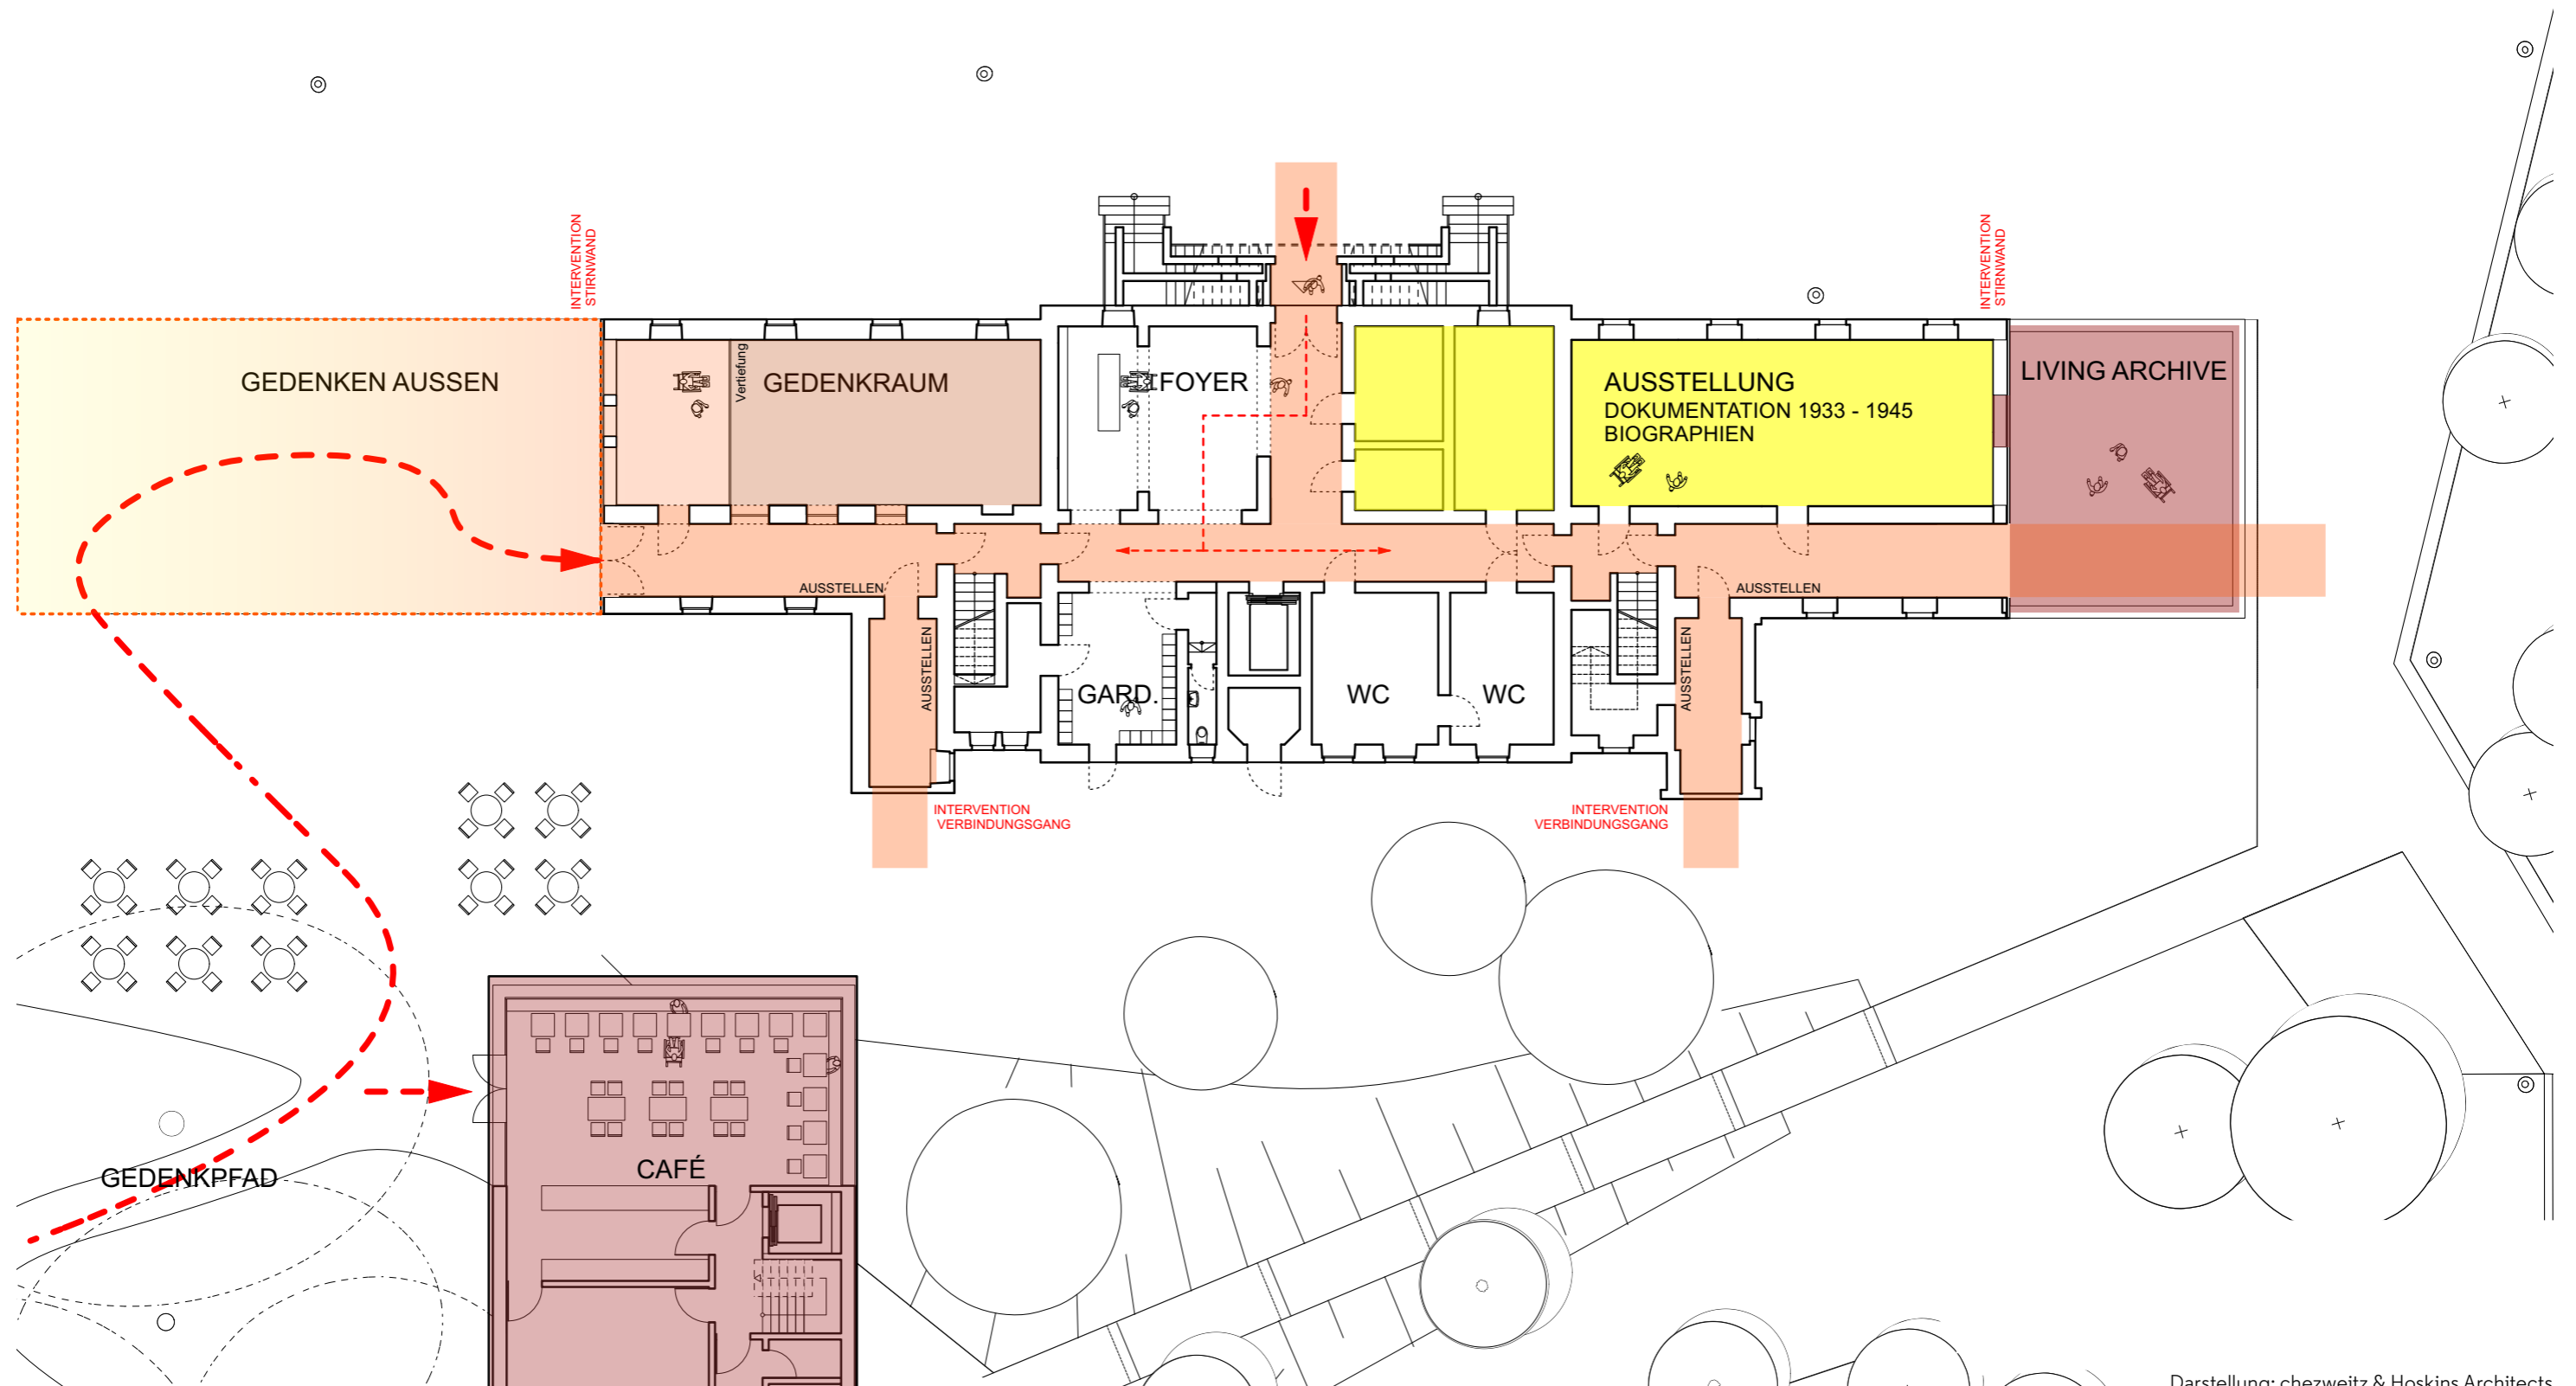 INTERVENTION
STIRNWAND
INTERVENTION
STIRNWAND
GEDENKEN AUSSEN
Vertiefung
GEDENKRAUM
FOYER
AUSSTELLUNG
DOKUMENTATION 1933 - 1945
BIOGRAPHIEN
LIVING ARCHIVE
AUSSTELLEN
AUSSTELLEN
AUSSTELLEN
AUSSTELLEN
GARD.
WC
WC
INTERVENTION
VERBINDUNGSGANG
INTERVENTION
VERBINDUNGSGANG
CAFÉ
GEDENKPFAD
Darstellung: chezweitz & Hoskins Architects